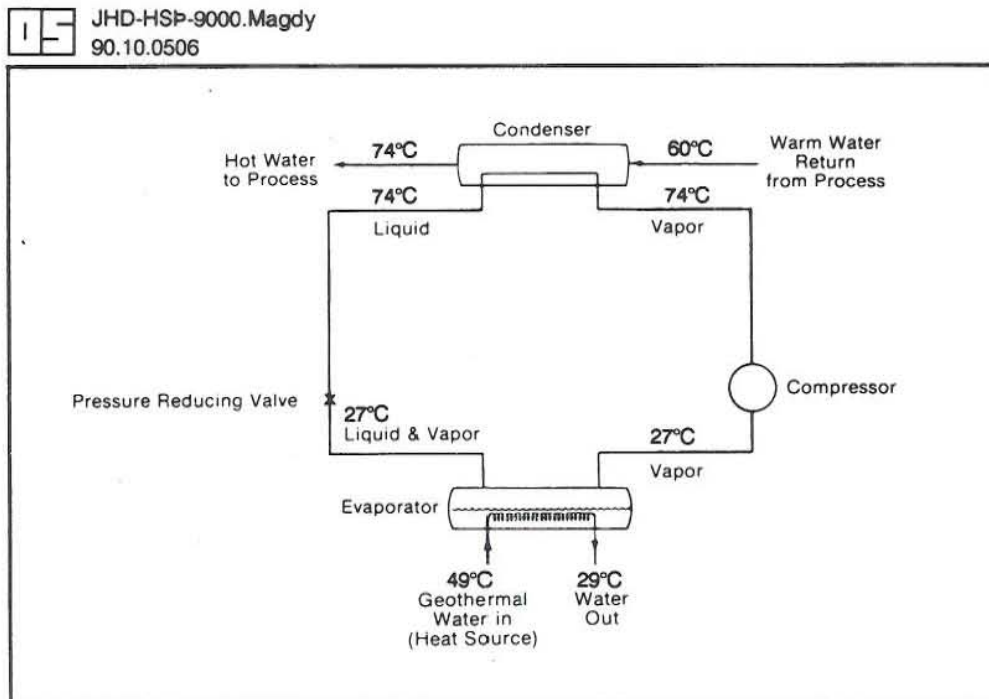 JHD-HSÞ-9000.Magdy
90.10.0506
Condenser
74°C
60°C
Hot Water
to Process
Warm Water
Return
from Process
74°C
Liquid
74°C
Vapor
Pressure Reducing Valve
Compressor
27°C
Liquid & Vapor
27°C
Vapor
Evaporator
49°C
Geothermal
Water in
(Heat Source)
29°C
Water
Out